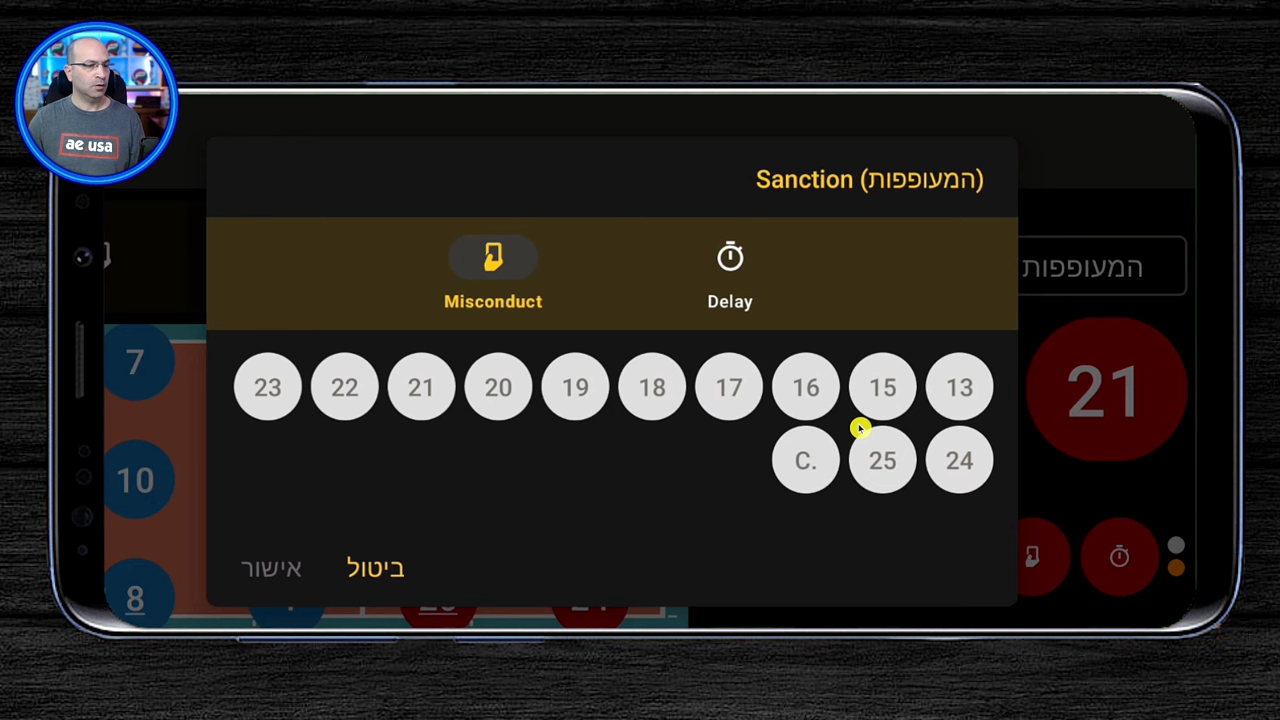 ae usa
Sanction (המעופפות)
Misconduct
Delay
המעופפות
23 22 21 20 19 18 17 16 15 13
C. 25 24
21
7
10
8
ביטול
אישור